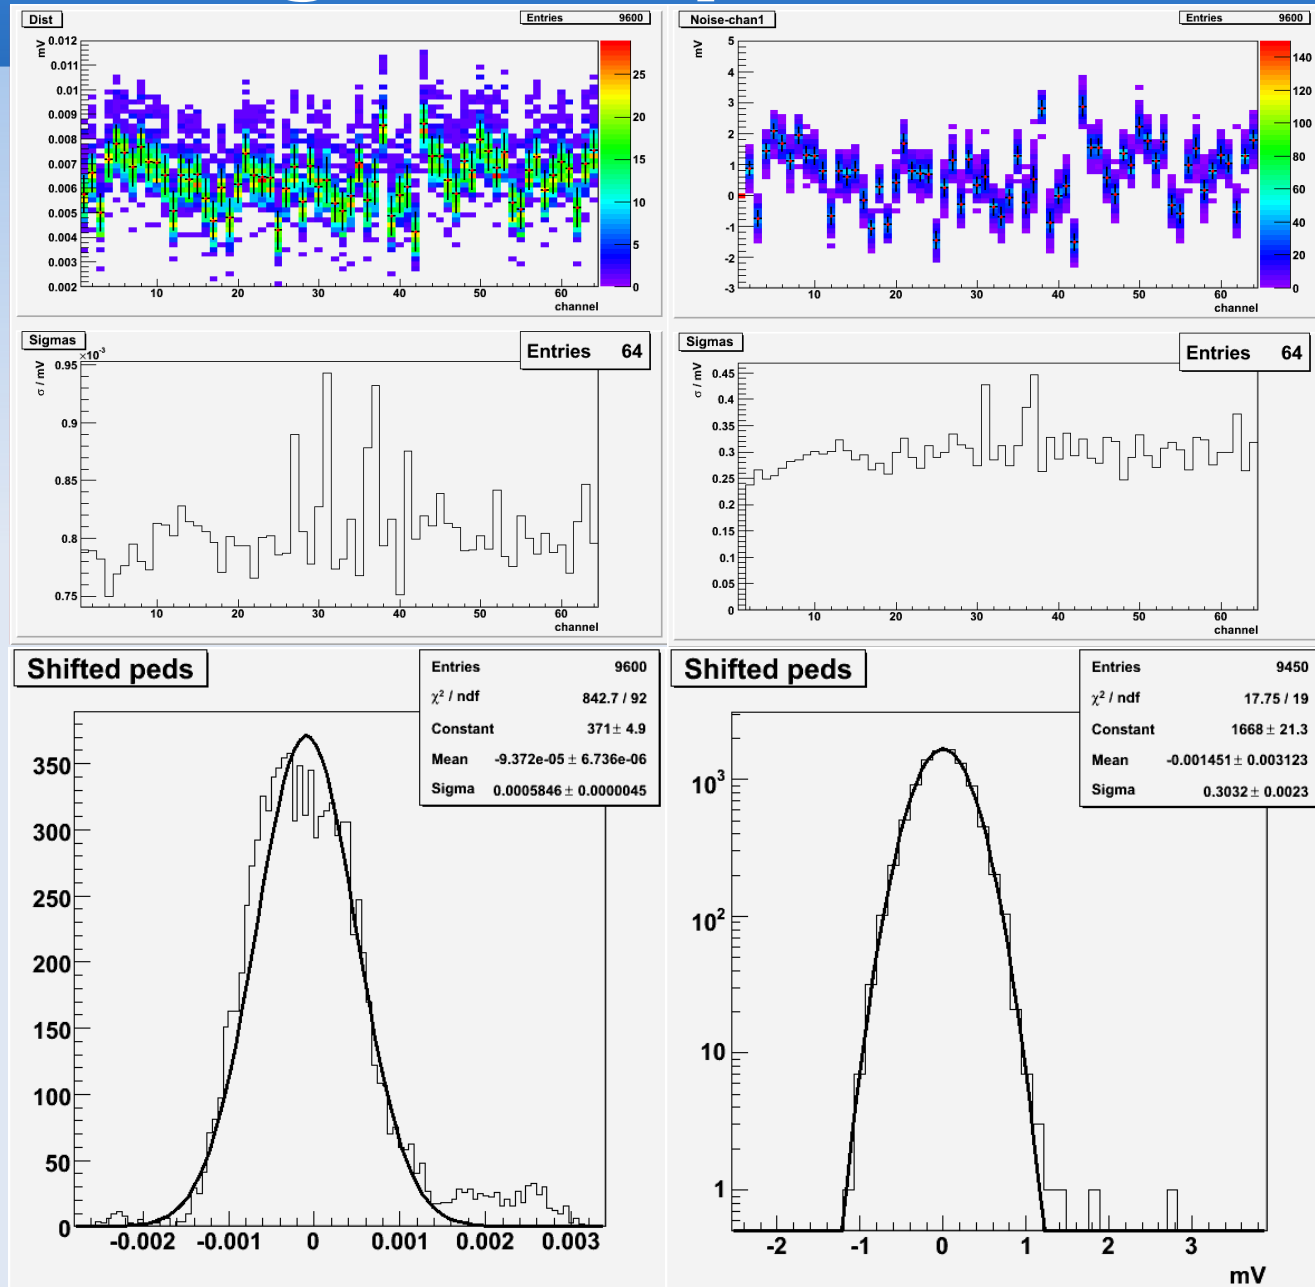 Dist
Entries 9600
mV
0.012
0.011
0.01
0.009
0.008
0.007
0.006
0.005
0.004
0.003
0.002
10 20 30 40 50 60
channel
25
20
15
10
5
0
Noise-chan1
Entries 9600
mV
5
4
3
2
1
0
-1
-2
-3
10 20 30 40 50 60
channel
140
120
100
80
60
40
20
0
Sigmas
Entries 64
×10⁻³
σ / mV
0.95
0.9
0.85
0.8
0.75
10 20 30 40 50 60
channel
Sigmas
Entries 64
σ / mV
0.45
0.4
0.35
0.3
0.25
0.2
0.15
0.1
0.05
0
10 20 30 40 50 60
channel
Shifted peds
Entries 9600
χ² / ndf 842.7 / 92
Constant 371 ± 4.9
Mean -9.372e-05 ± 6.736e-06
Sigma 0.0005846 ± 0.0000045
350
300
250
200
150
100
50
0
-0.002 -0.001 0 0.001 0.002 0.003
Shifted peds
Entries 9450
χ² / ndf 17.75 / 19
Constant 1668 ± 21.3
Mean -0.001451 ± 0.003123
Sigma 0.3032 ± 0.0023
10³
10²
10
1
-2 -1 0 1 2 3
mV